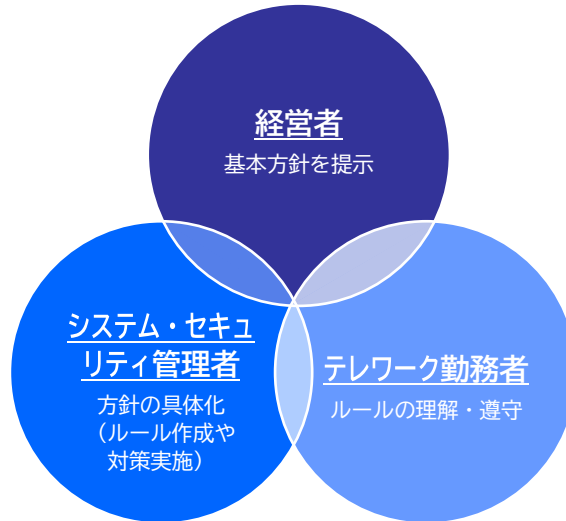 経営者
基本方針を提示
システム・セキュ
リティ管理者
方針の具体化
（ルール作成や
対策実施）
テレワーク勤務者
ルールの理解・遵守